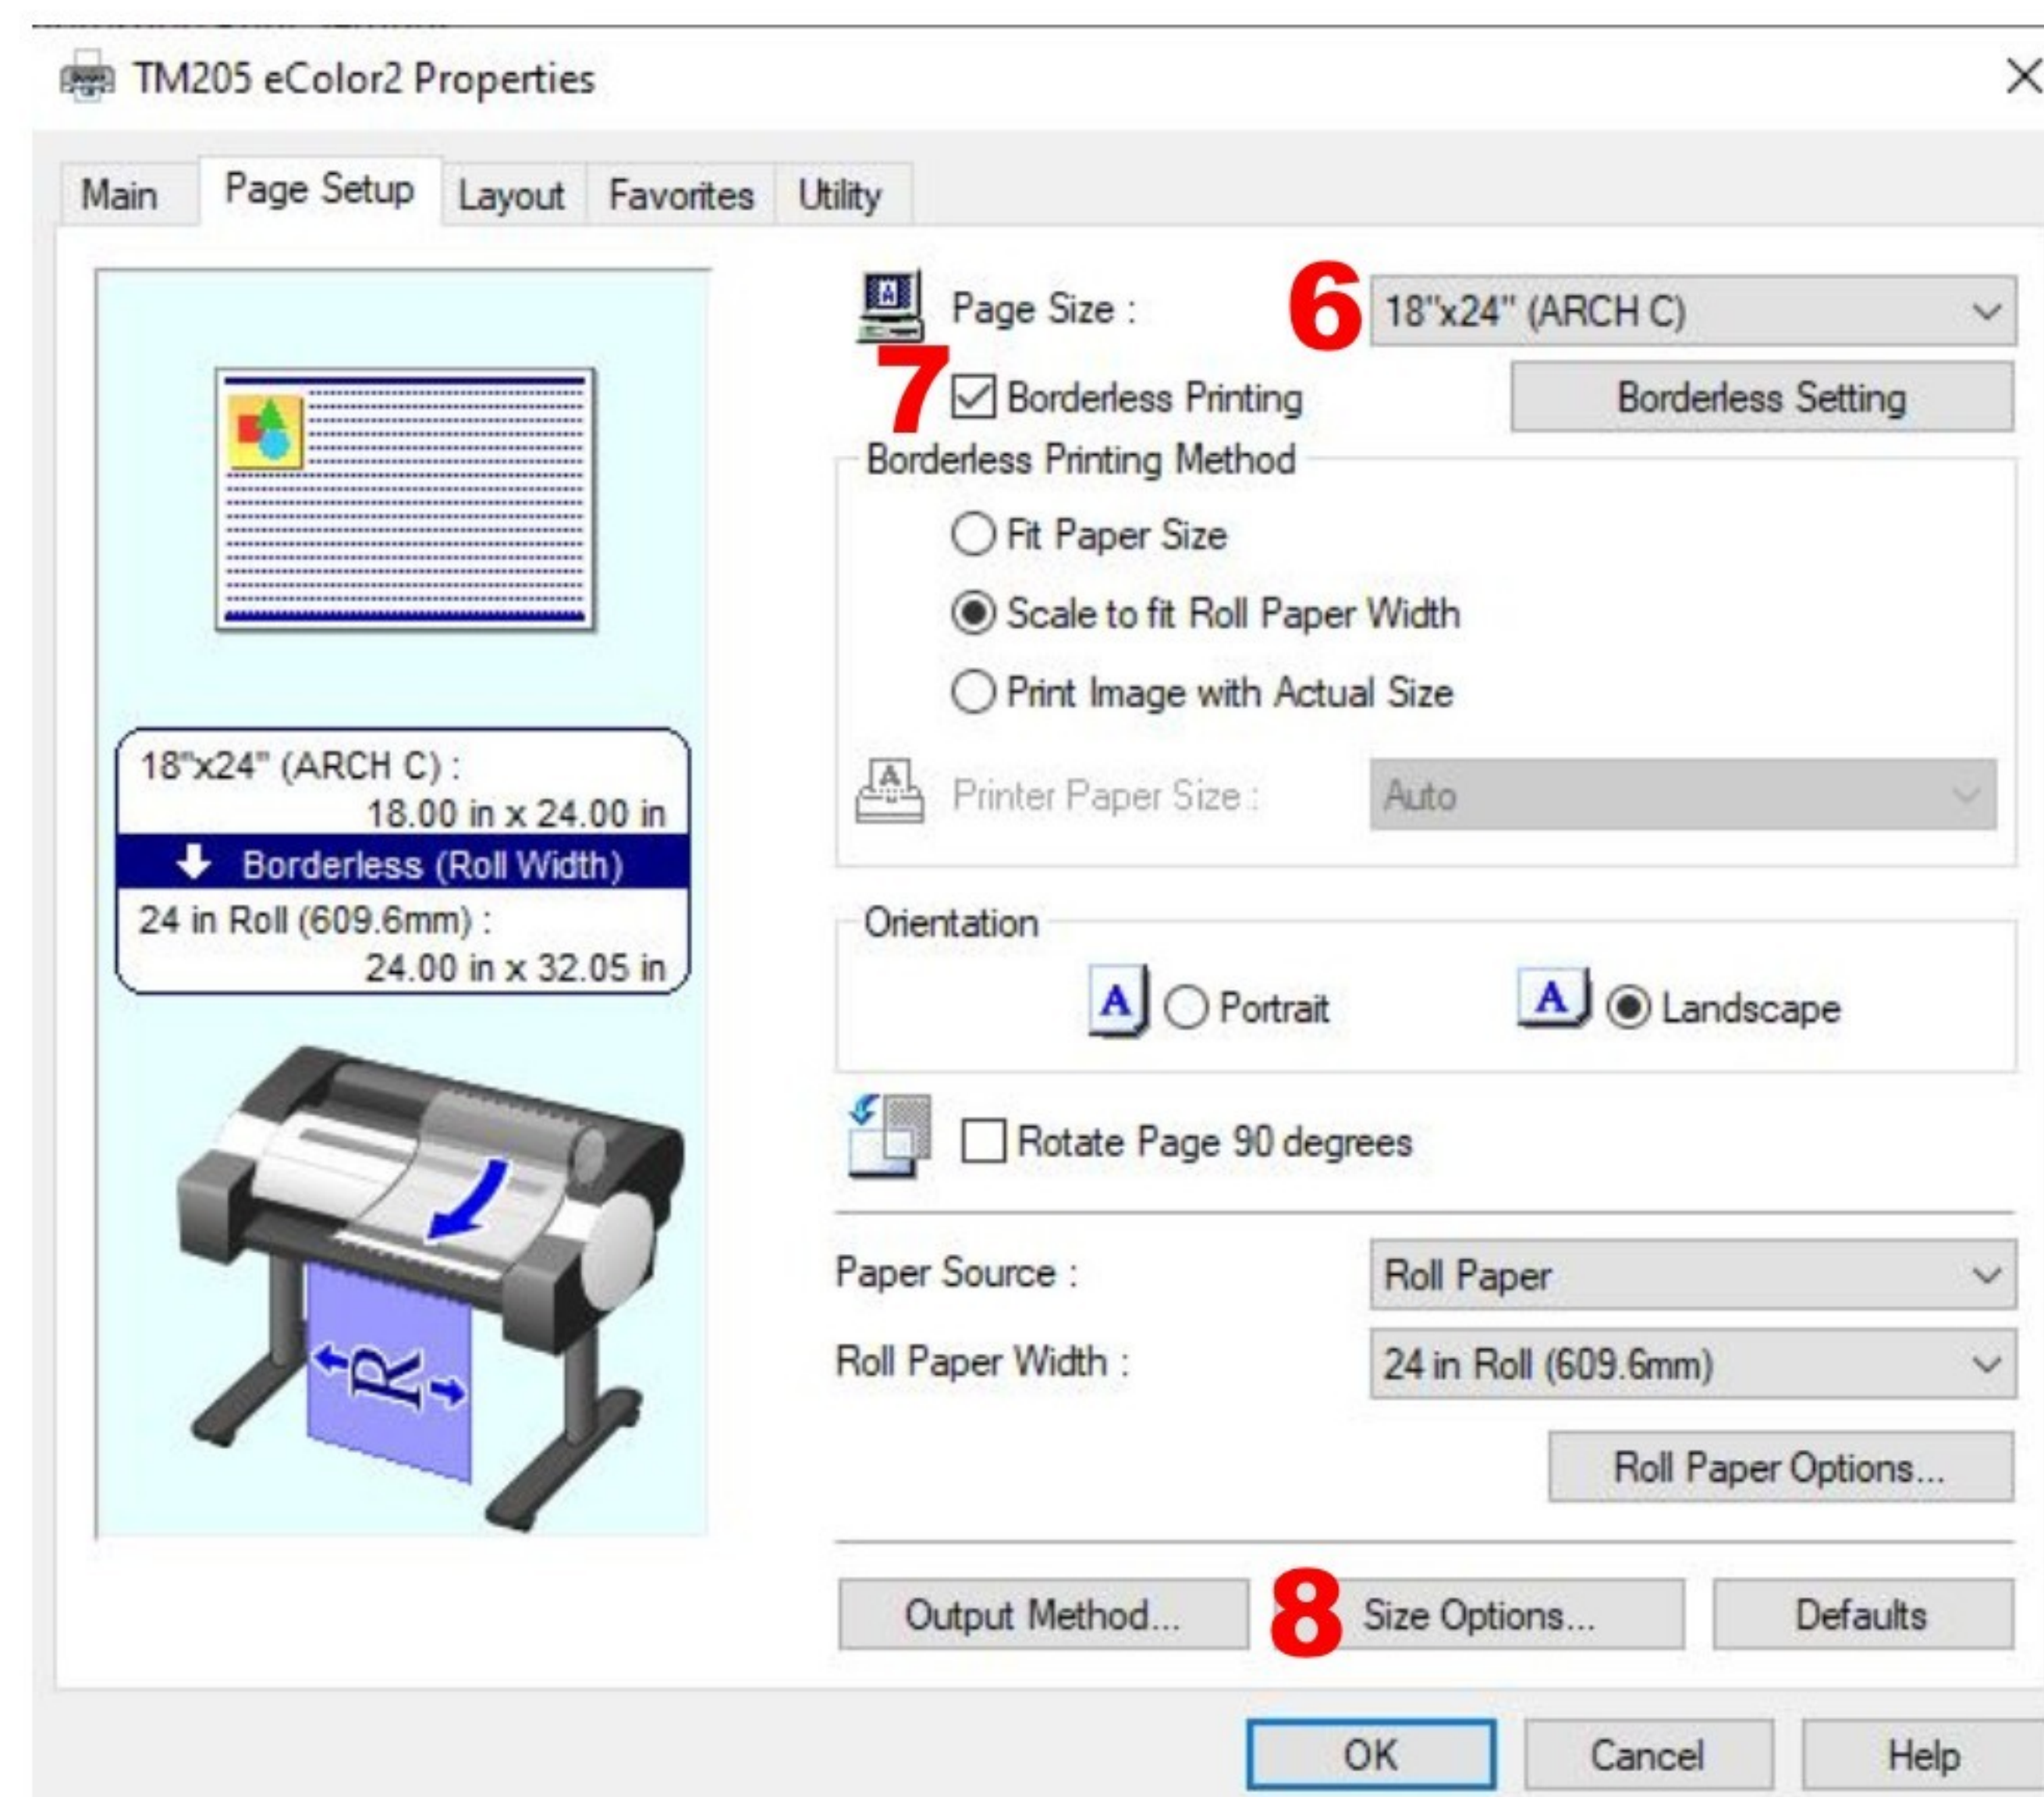 TM205 eColor2 Properties
Main Page Setup Layout Favorites Utility
Page Size : 6 18"x24" (ARCH C)
7 Borderless Printing Borderless Setting
Borderless Printing Method
Fit Paper Size
Scale to fit Roll Paper Width
Print Image with Actual Size
Printer Paper Size : Auto
18"x24" (ARCH C) :
18.00 in x 24.00 in
Borderless (Roll Width)
24 in Roll (609.6mm) :
24.00 in x 32.05 in
R
Orientation
A Portrait A Landscape
Rotate Page 90 degrees
Paper Source : Roll Paper
Roll Paper Width : 24 in Roll (609.6mm)
Roll Paper Options...
Output Method... 8 Size Options... Defaults
OK Cancel Help